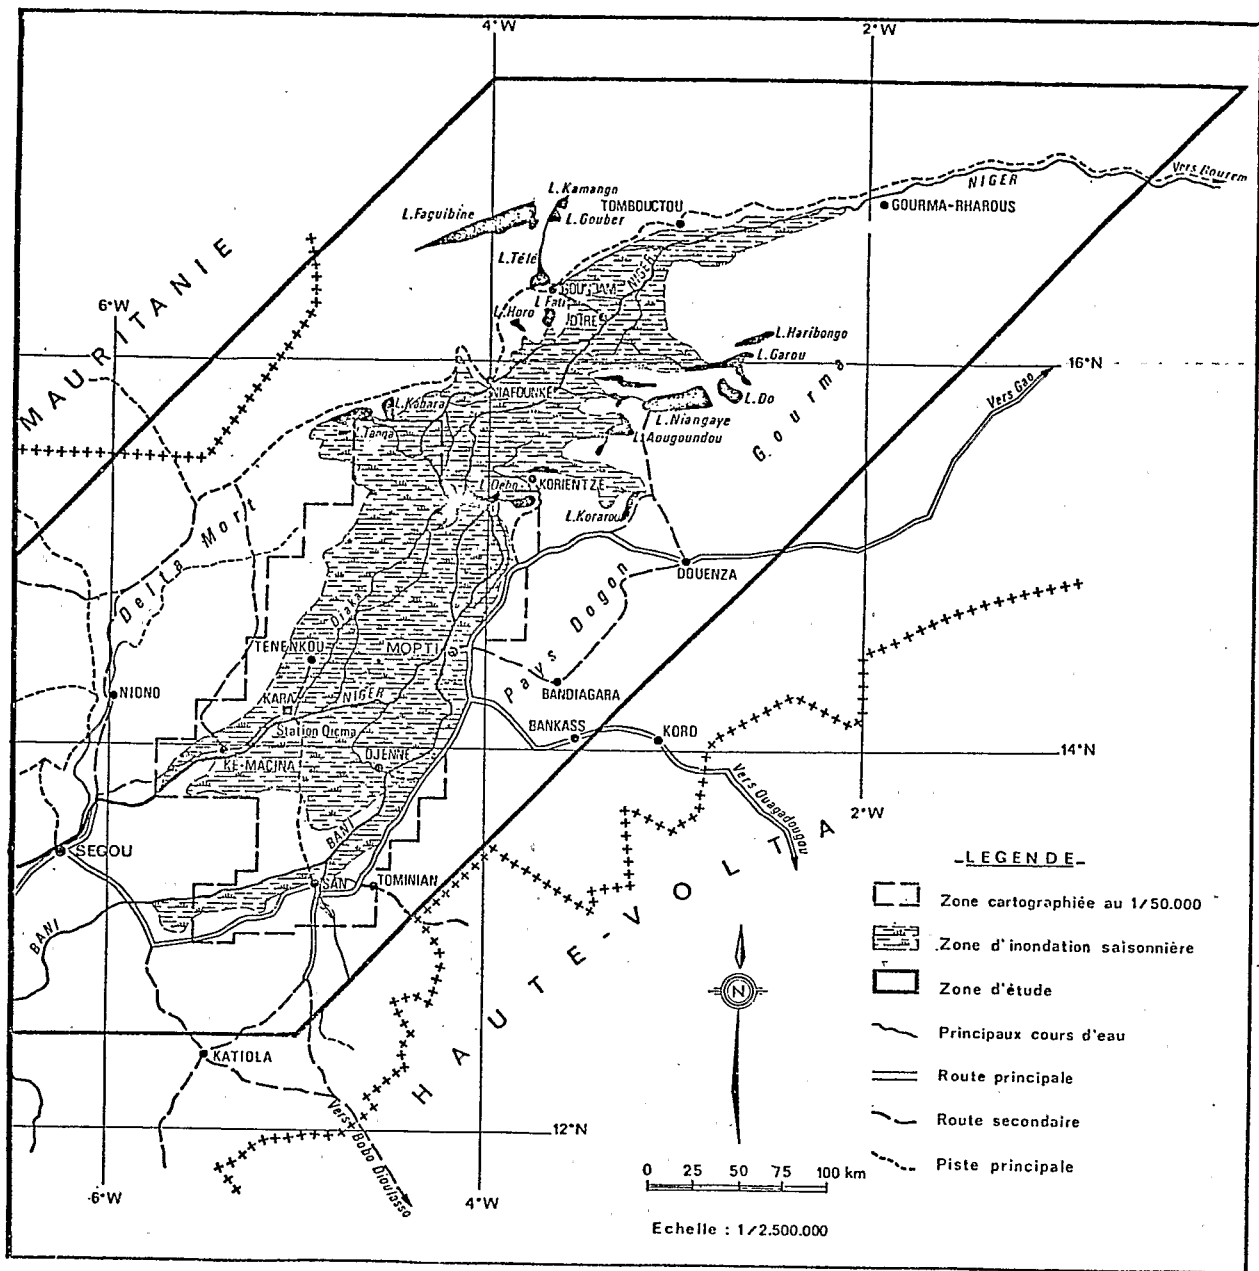 4°W
2°W
Vers Bourem
NIGER
L. Kamango
TOMBOUCTOU
GOURMA-RHAROUS
L. Faguibine
L. Gouber
MAURITANIE
L. Télé
NIGER
6°W
GOUNDAM
L. Fati
L. Horo
DIRE
L. Haribongo
L. Garou
16°N
Vers Gao
NIAFOUNKE
L. Do
L. Kobara
L. Niangaye
Gourma
L. Tanga
L. Aougoundou
L. Debo
KORIENTZE
L. Korarou
Delta Mort
DOUENZA
Diaka
Pays Dogon
TENENKOU
MOPTI
NIONO
BANDIAGARA
KARA
NIGER
Station Qicma
BANKASS
KORO
DJENNE
14°N
KE-MACINA
Vers Ouagadougou
2°W
BANI
SEGOU
HAUTE-VOLTA
SAN
TOMINIAN
BANI
KATIOLA
Vers Bobo Dioulasso
12°N
6°W
4°W
LEGENDE
Zone cartographiée au 1/50.000
Zone d'inondation saisonnière
Zone d'étude
Principaux cours d'eau
Route principale
Route secondaire
Piste principale
N
0 25 50 75 100 km
Echelle : 1/2.500.000